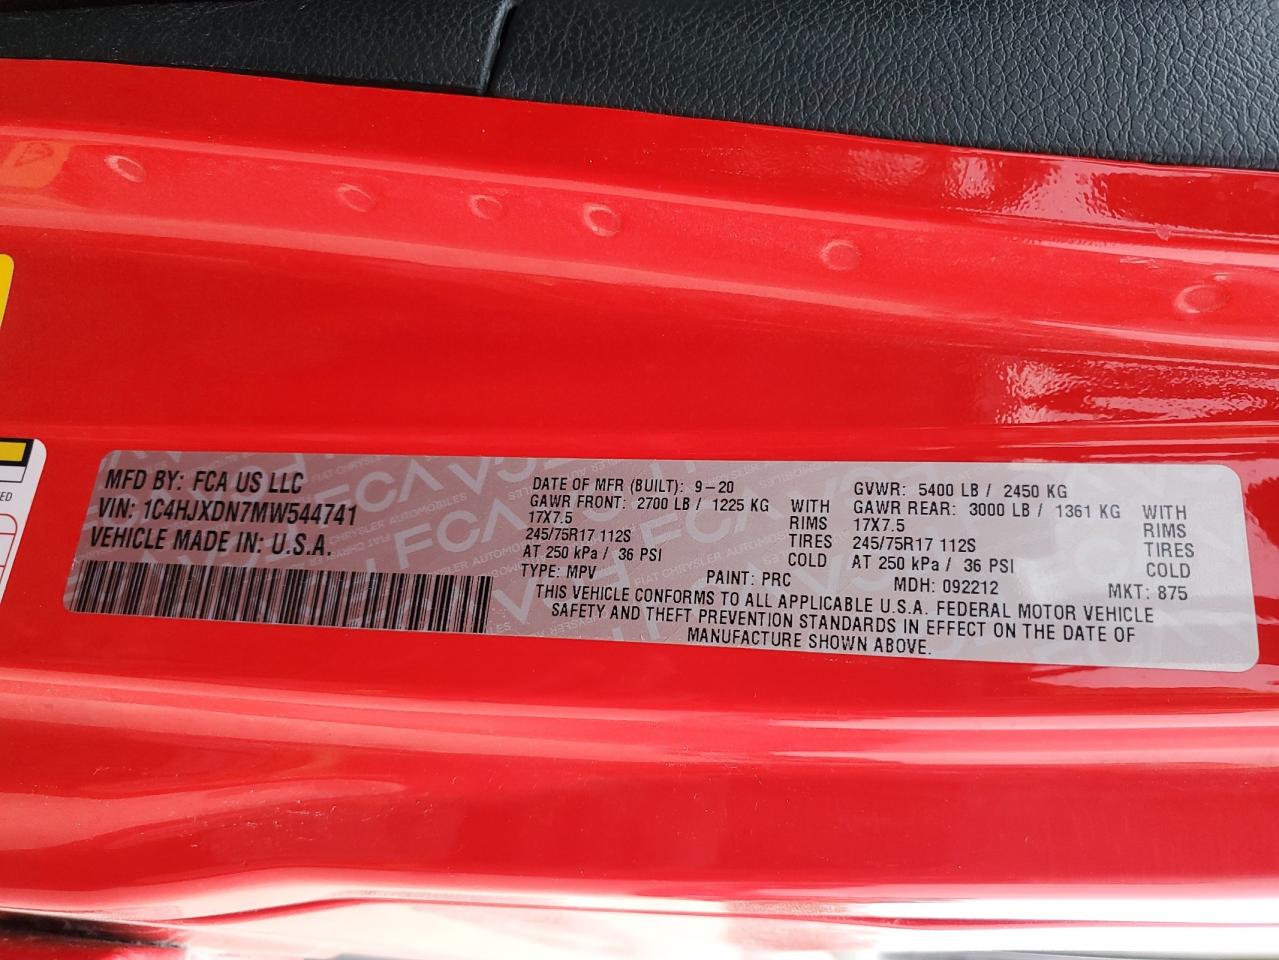 MFD BY: FCA US LLC
VIN: 1C4HJXDN7MW544741
VEHICLE MADE IN: U.S.A.
DATE OF MFR (BUILT): 9-20
GAWR FRONT: 2700 LB / 1225 KG WITH
17X7.5 RIMS
245/75R17 112S TIRES
AT 250 kPa / 36 PSI COLD
GVWR: 5400 LB / 2450 KG
GAWR REAR: 3000 LB / 1361 KG WITH
17X7.5 RIMS
245/75R17 112S TIRES
AT 250 kPa / 36 PSI COLD
TYPE: MPV PAINT: PRC MDH: 092212 MKT: 875
THIS VEHICLE CONFORMS TO ALL APPLICABLE U.S.A. FEDERAL MOTOR VEHICLE
SAFETY AND THEFT PREVENTION STANDARDS IN EFFECT ON THE DATE OF
MANUFACTURE SHOWN ABOVE.